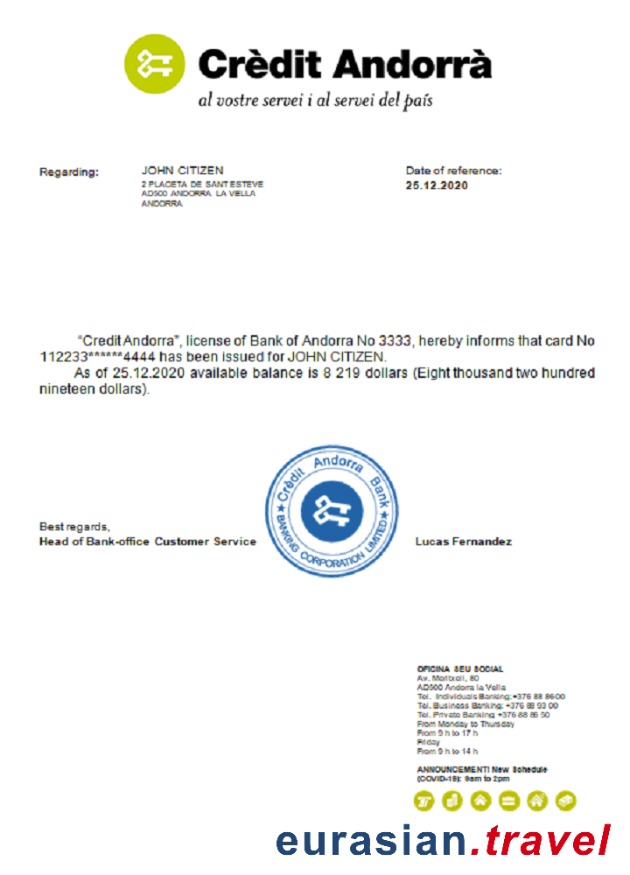 Crèdit Andorrà
al vostre servei i al servei del país
Regarding:
JOHN CITIZEN
2 PLACETA DE SANT ESTEVE
AD500 ANDORRA LA VELLA
ANDORRA
Date of reference:
25.12.2020
“Credit Andorra”, license of Bank of Andorra No 3333, hereby informs that card No
112233******4444 has been issued for JOHN CITIZEN.
As of 25.12.2020 available balance is 8 219 dollars (Eight thousand two hundred
nineteen dollars).
Crèdit Andorra Bank
BANKING CORPORATION LIMITED
Best regards,
Head of Bank-office Customer Service
Lucas Fernandez
OFICINA SEU SOCIAL
Av. Meritxell, 80
AD500 Andorra la Vella
Tel. Individuals Banking: +376 88 8600
Tel. Business Banking: +376 88 93 00
Tel. Private Banking +376 88 86 50
From Monday to Thursday
From 9 h to 17 h
Friday
From 9 h to 14 h
ANNOUNCEMENT! New Schedule
(COVID-19): 9am to 2pm
eurasian.travel